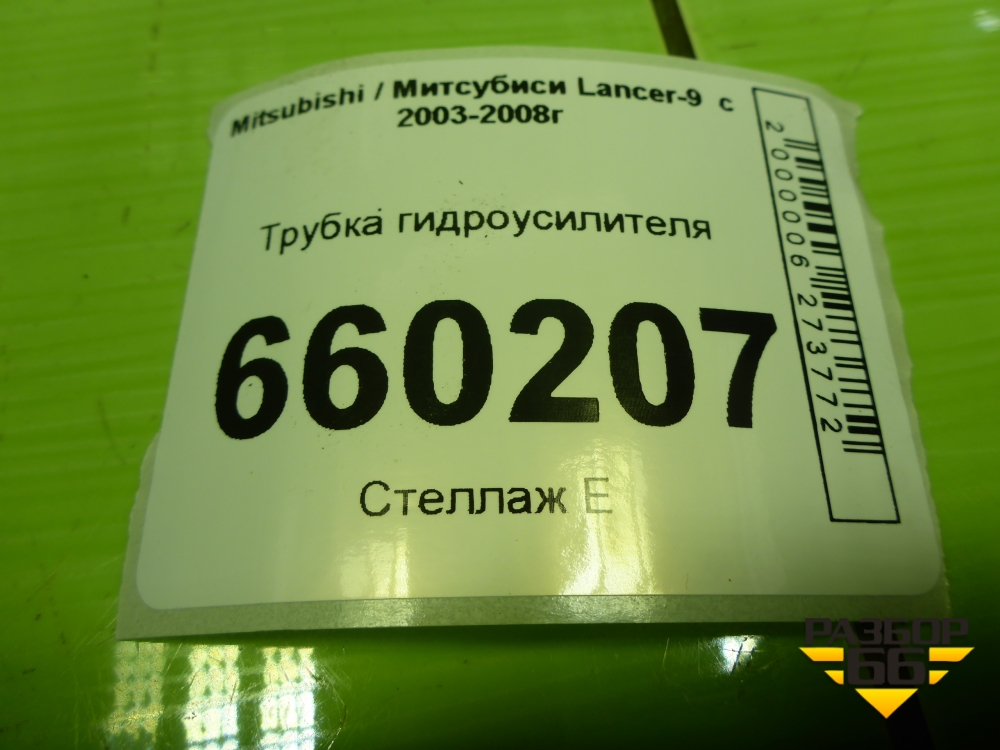 Mitsubishi / Митсубиси Lancer-9 с
2003-2008г
Трубка гидроусилителя
660207
Стеллаж Е
2000006273772
РАЗБОР
66